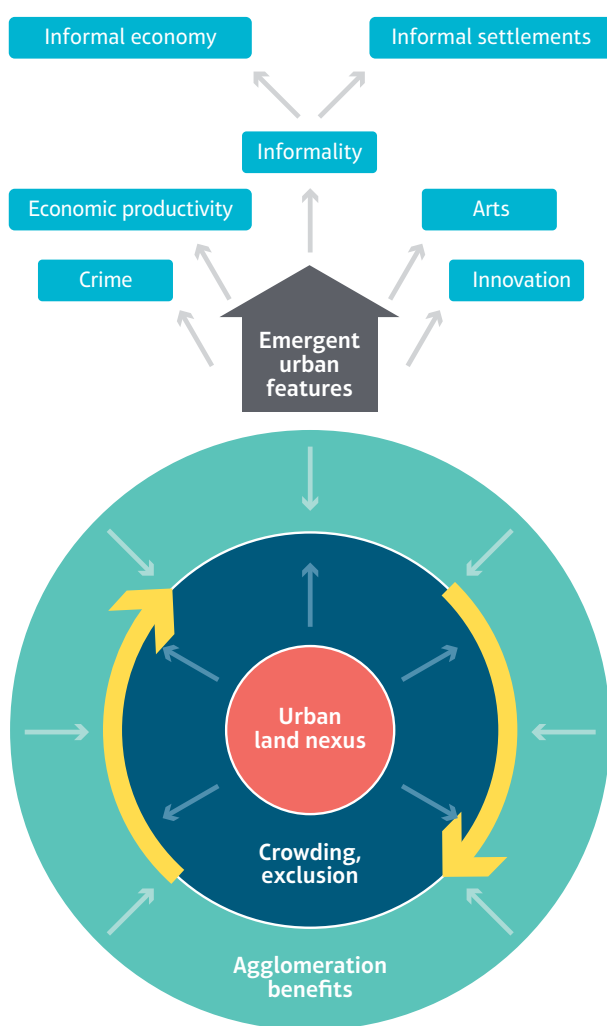 Informal economy
Informal settlements
Informality
Economic productivity
Arts
Crime
Innovation
Emergent
urban
features
Urban
land nexus
Crowding,
exclusion
Agglomeration
benefits